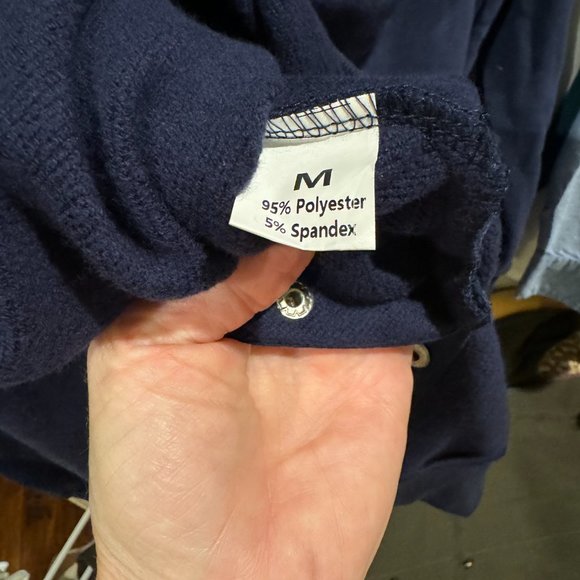 M
95% Polyester
5% Spandex